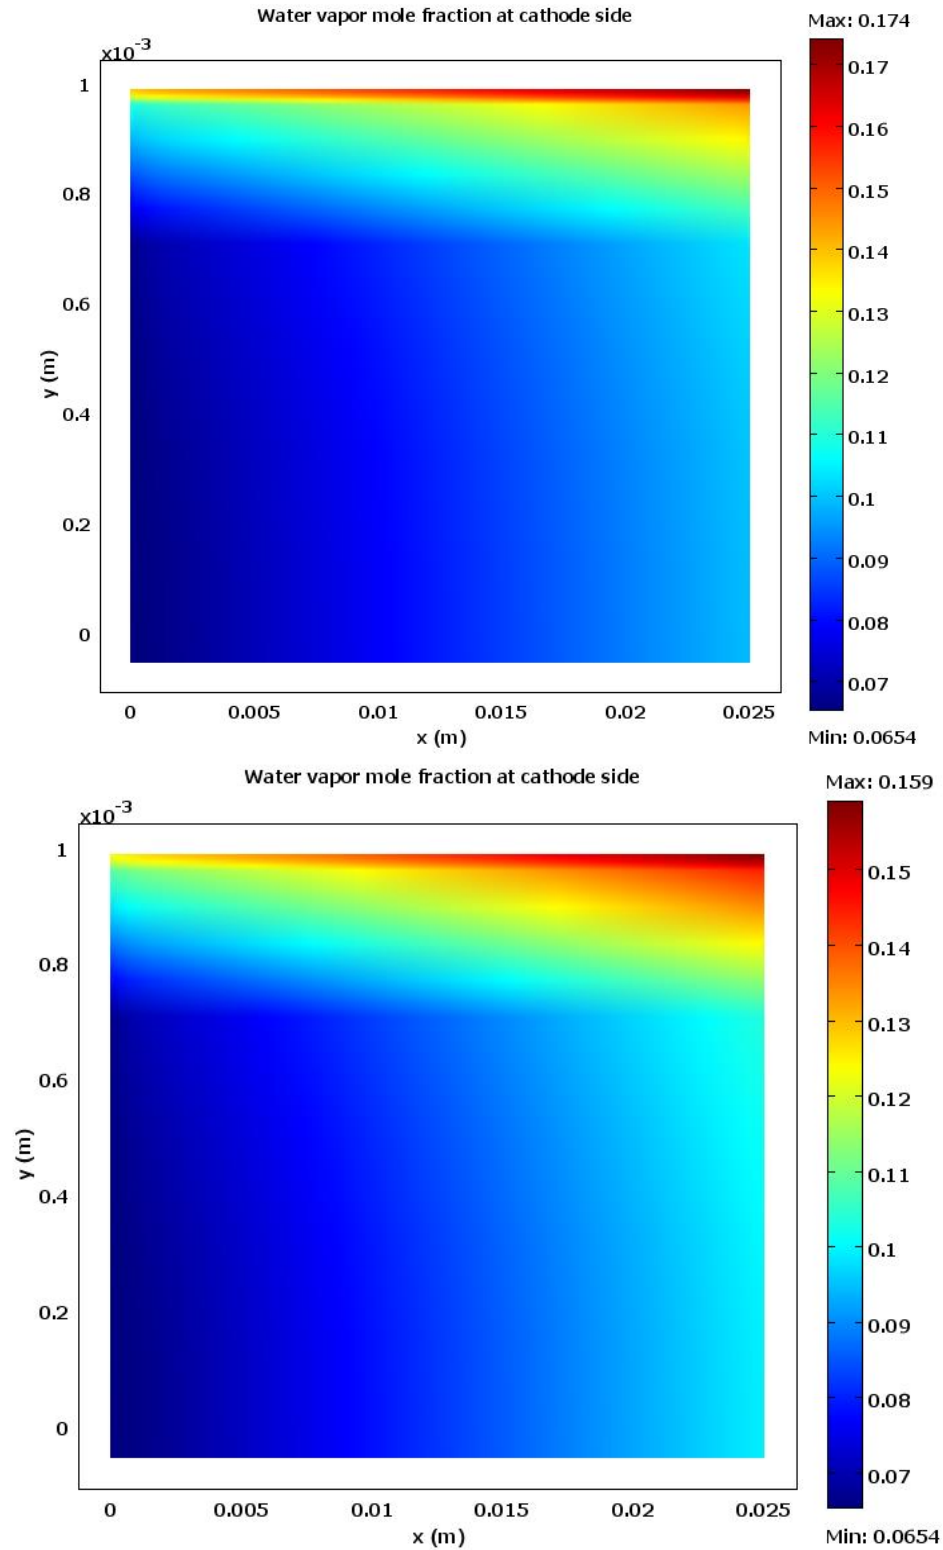 Water vapor mole fraction at cathode side
Max: 0.174
x10-3
1
0.8
0.6
0.4
0.2
0
y (m)
0.17
0.16
0.15
0.14
0.13
0.12
0.11
0.1
0.09
0.08
0.07
0 0.005 0.01 0.015 0.02 0.025
x (m)
Min: 0.0654
Water vapor mole fraction at cathode side
Max: 0.159
x10-3
1
0.8
0.6
0.4
0.2
0
y (m)
0.15
0.14
0.13
0.12
0.11
0.1
0.09
0.08
0.07
0 0.005 0.01 0.015 0.02 0.025
x (m)
Min: 0.0654